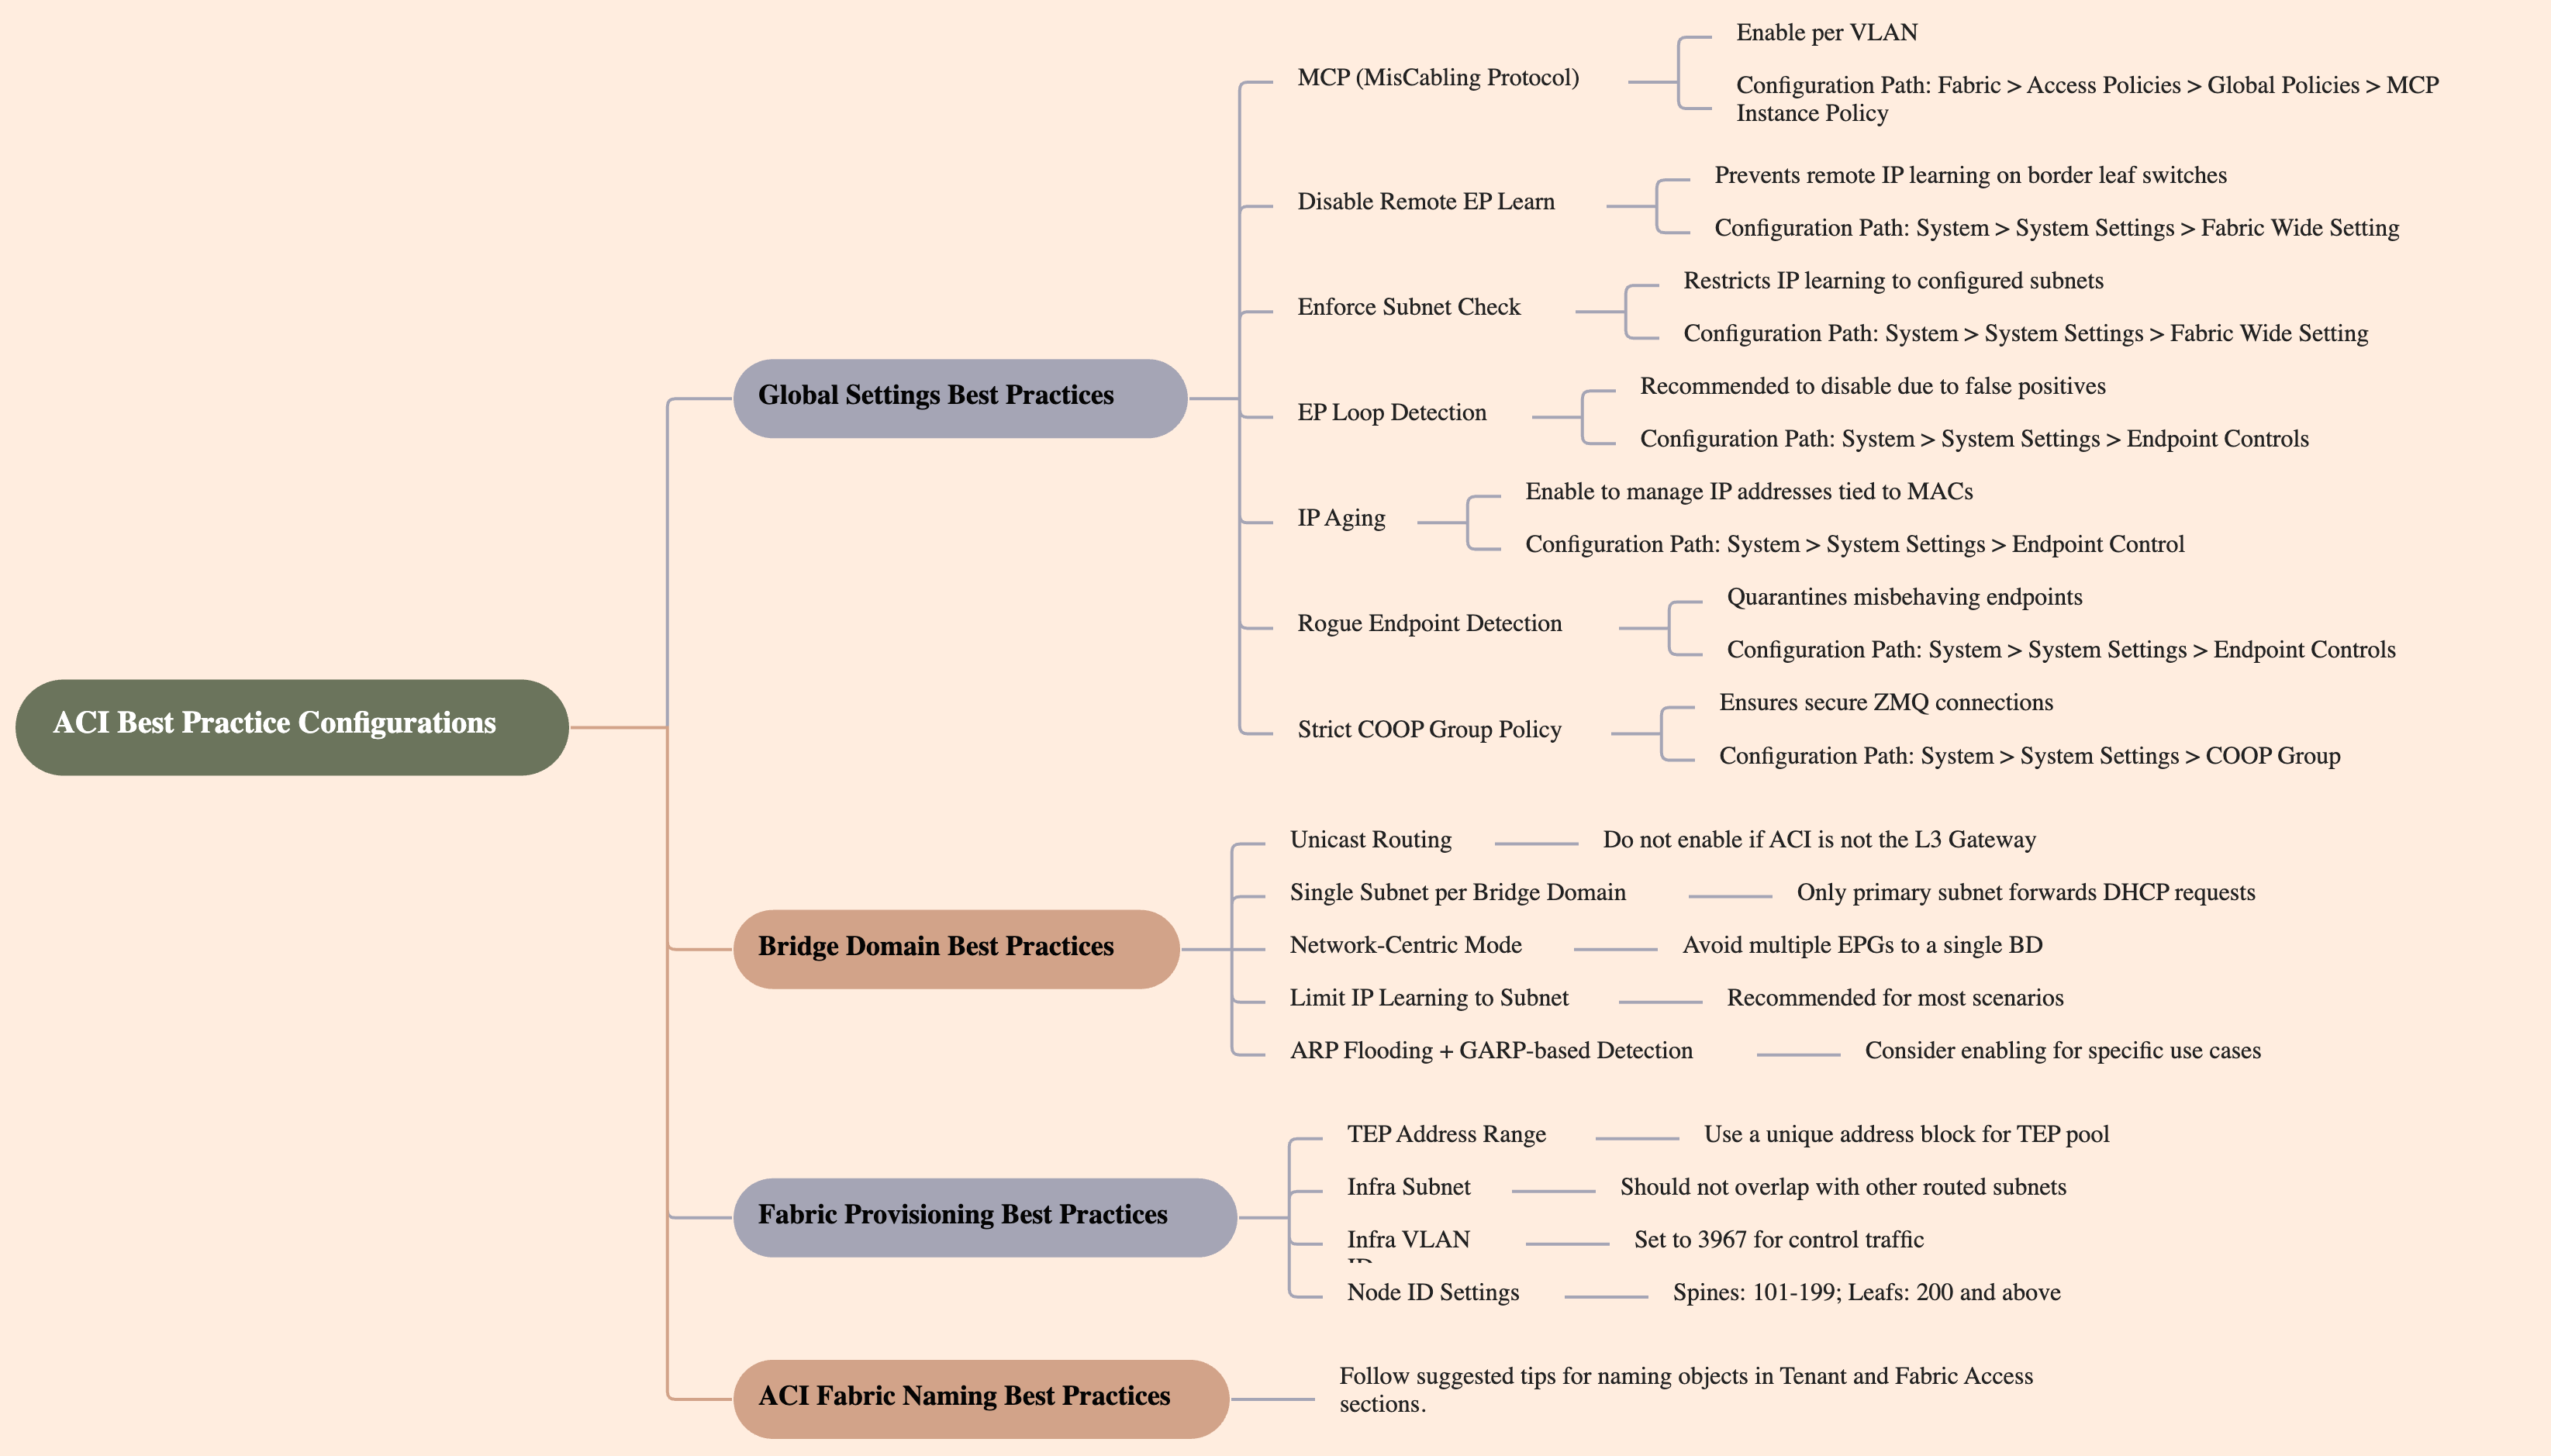 ACI Best Practice Configurations
Global Settings Best Practices
MCP (MisCabling Protocol)
Enable per VLAN
Configuration Path: Fabric > Access Policies > Global Policies > MCP
Instance Policy
Disable Remote EP Learn
Prevents remote IP learning on border leaf switches
Configuration Path: System > System Settings > Fabric Wide Setting
Enforce Subnet Check
Restricts IP learning to configured subnets
Configuration Path: System > System Settings > Fabric Wide Setting
EP Loop Detection
Recommended to disable due to false positives
Configuration Path: System > System Settings > Endpoint Controls
IP Aging
Enable to manage IP addresses tied to MACs
Configuration Path: System > System Settings > Endpoint Control
Rogue Endpoint Detection
Quarantines misbehaving endpoints
Configuration Path: System > System Settings > Endpoint Controls
Strict COOP Group Policy
Ensures secure ZMQ connections
Configuration Path: System > System Settings > COOP Group
Bridge Domain Best Practices
Unicast Routing
Do not enable if ACI is not the L3 Gateway
Single Subnet per Bridge Domain
Only primary subnet forwards DHCP requests
Network-Centric Mode
Avoid multiple EPGs to a single BD
Limit IP Learning to Subnet
Recommended for most scenarios
ARP Flooding + GARP-based Detection
Consider enabling for specific use cases
Fabric Provisioning Best Practices
TEP Address Range
Use a unique address block for TEP pool
Infra Subnet
Should not overlap with other routed subnets
Infra VLAN
Set to 3967 for control traffic
Node ID Settings
Spines: 101-199; Leafs: 200 and above
ACI Fabric Naming Best Practices
Follow suggested tips for naming objects in Tenant and Fabric Access
sections.